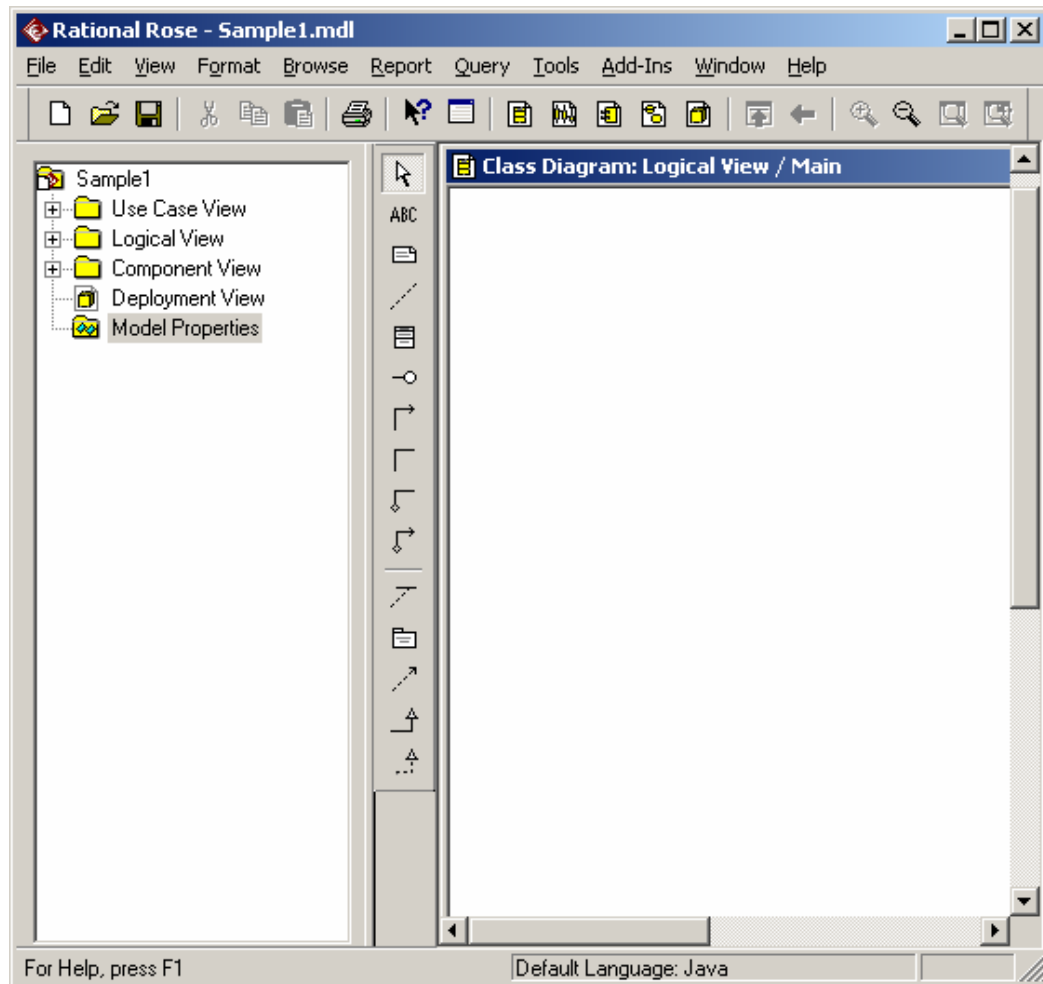 Rational Rose - Sample1.mdl
File Edit View Format Browse Report Query Tools Add-Ins Window Help
Class Diagram: Logical View / Main
Sample1
Use Case View
Logical View
Component View
Deployment View
Model Properties
ABC
For Help, press F1
Default Language: Java